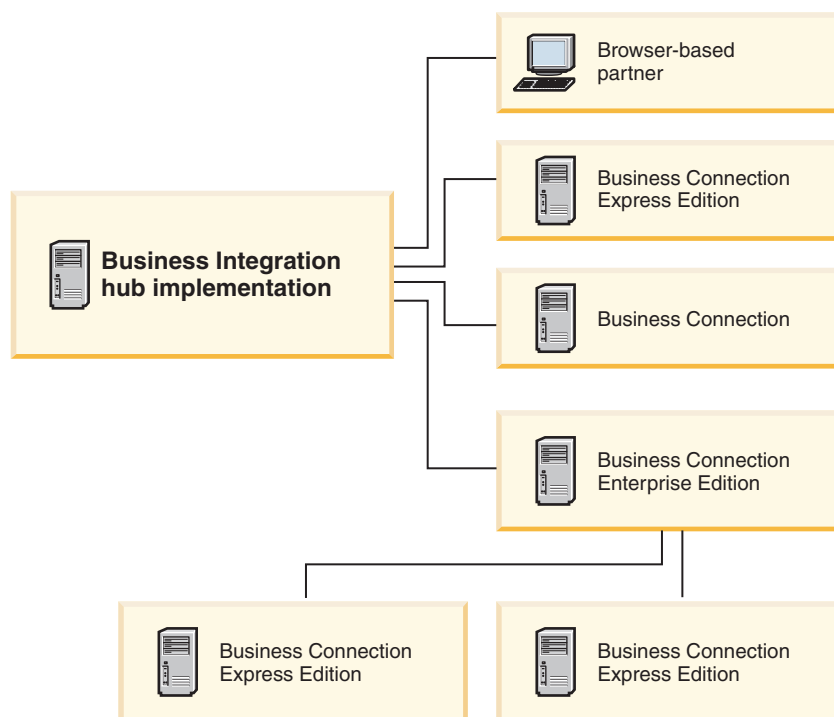 Browser-based
partner
Business Connection
Express Edition
Business Integration
hub implementation
Business Connection
Business Connection
Enterprise Edition
Business Connection
Express Edition
Business Connection
Express Edition